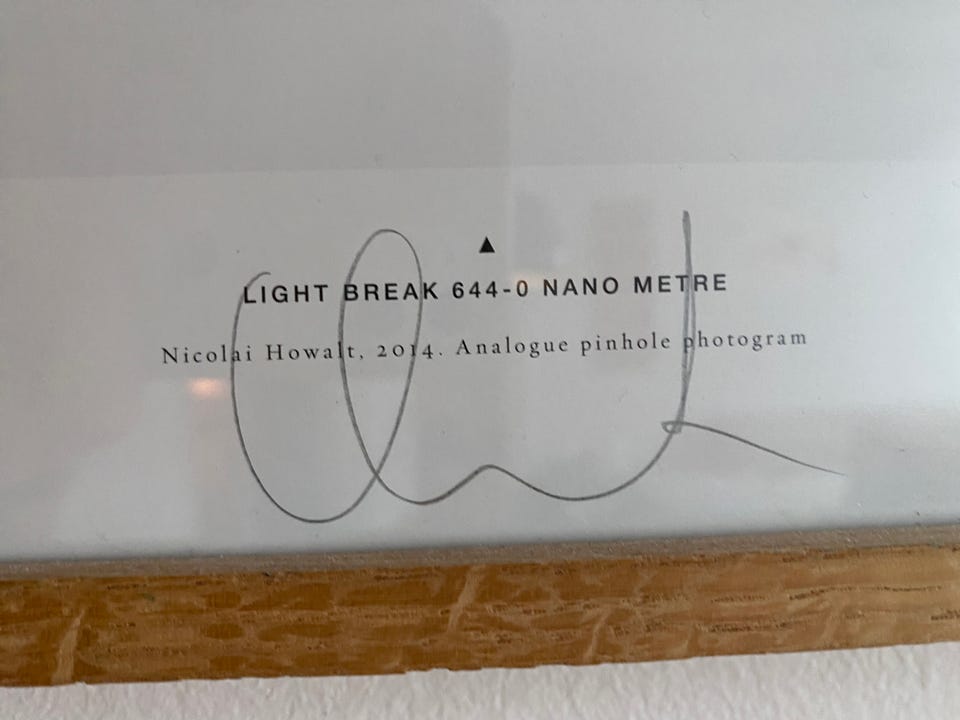 LIGHT BREAK 644-0 NANO METRE
Nicolai Howalt, 2014. Analogue pinhole photogram